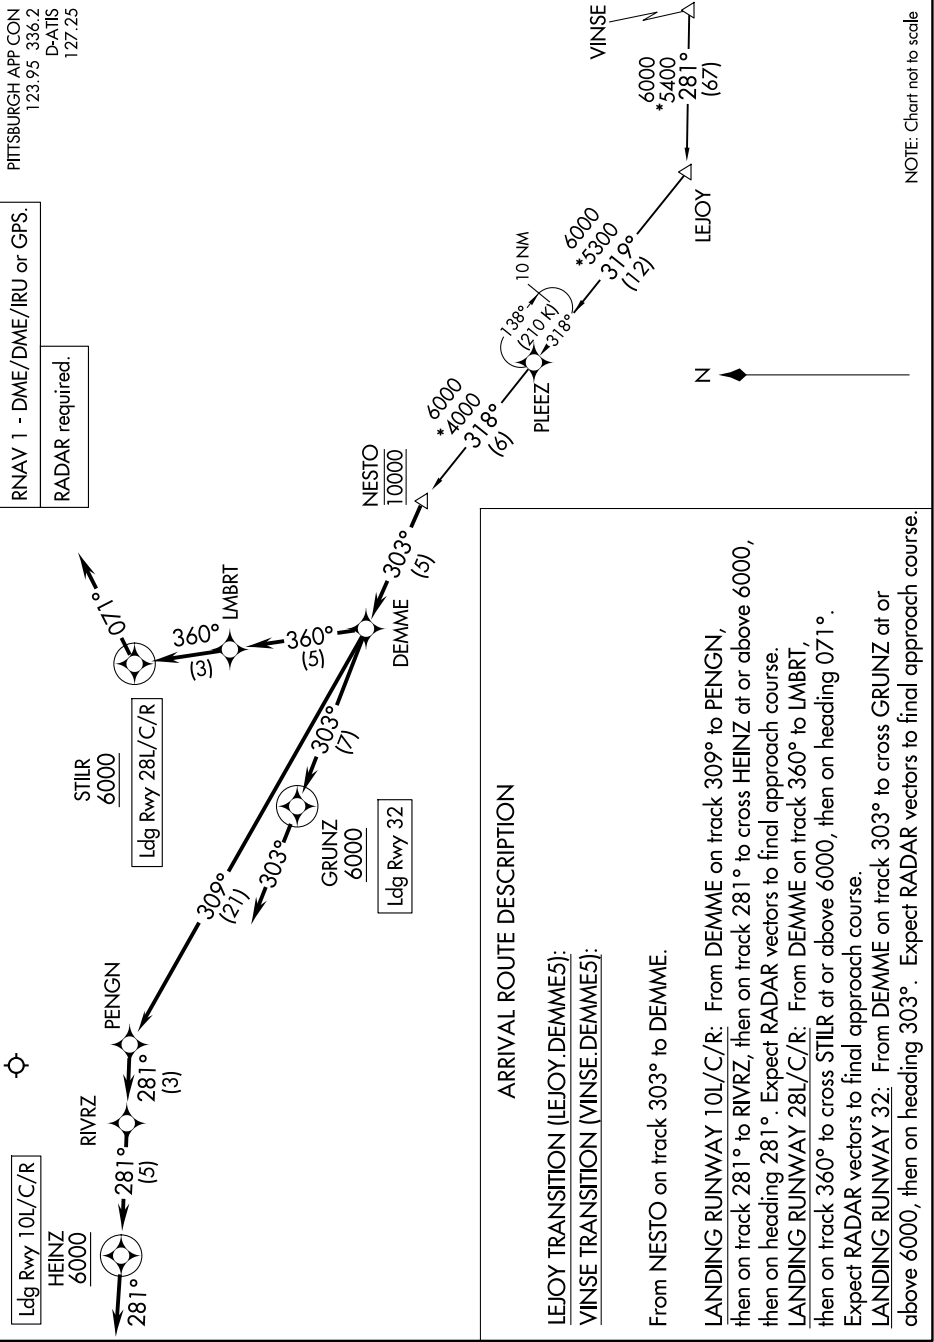 PITTSBURGH APP CON
123.95 336.2
D-ATIS
127.25
RNAV 1 - DME/DME/IRU or GPS.
RADAR required.
VINSE
6000
*5400
281°
(67)
LEJOY
6000
*5300
319°
(12)
10 NM
138°
(210 K)
318°
PLEEZ
6000
*4000
318°
(6)
NESTO
10000
303°
(5)
DEMME
360°
(5)
LMBRT
360°
(3)
071°
STILR
6000
Ldg Rwy 28L/C/R
303°
(7)
GRUNZ
6000
Ldg Rwy 32
303°
309°
(21)
PENGN
281°
(3)
RIVRZ
281°
(5)
Ldg Rwy 10L/C/R
HEINZ
6000
281°
N
NOTE: Chart not to scale
ARRIVAL ROUTE DESCRIPTION
LEJOY TRANSITION (LEJOY.DEMME5):
VINSE TRANSITION (VINSE.DEMME5):
From NESTO on track 303° to DEMME.
LANDING RUNWAY 10L/C/R: From DEMME on track 309° to PENGN,
then on track 281° to RIVRZ, then on track 281° to cross HEINZ at or above 6000,
then on heading 281°. Expect RADAR vectors to final approach course.
LANDING RUNWAY 28L/C/R: From DEMME on track 360° to LMBRT,
then on track 360° to cross STILR at or above 6000, then on heading 071°.
Expect RADAR vectors to final approach course.
LANDING RUNWAY 32: From DEMME on track 303° to cross GRUNZ at or
above 6000, then on heading 303°. Expect RADAR vectors to final approach course.